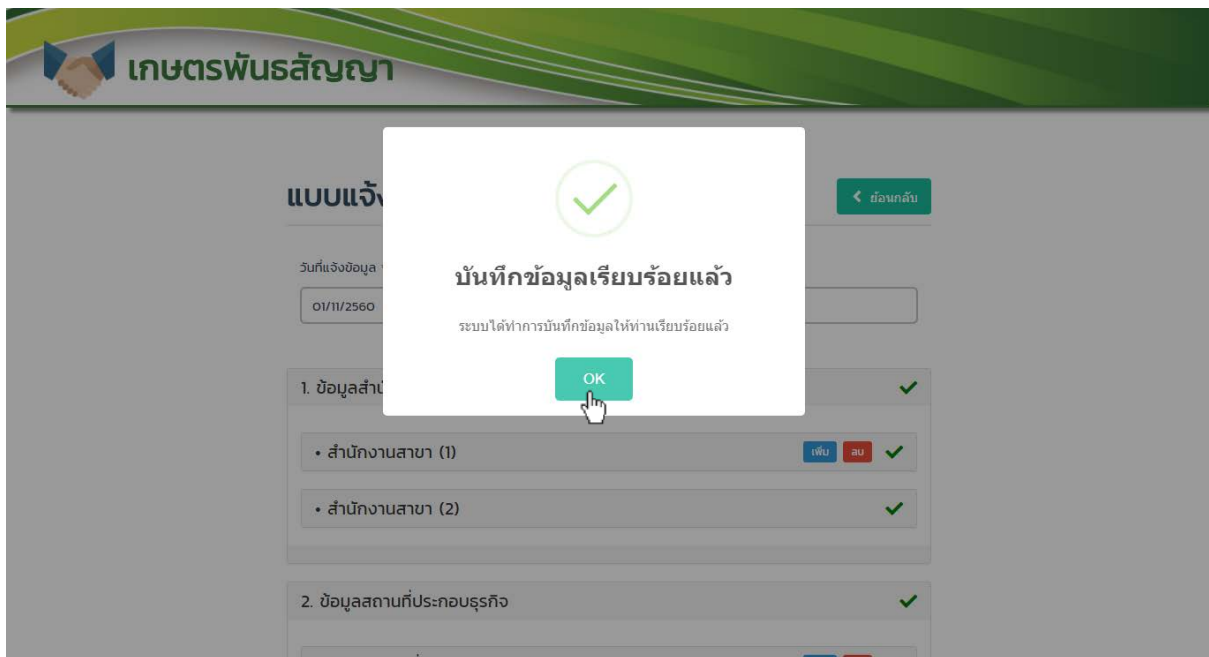 เกษตรพันธสัญญา
แบบแจ้ง
ย้อนกลับ
วันที่แจ้งข้อมูล
01/11/2560
บันทึกข้อมูลเรียบร้อยแล้ว
ระบบได้ทำการบันทึกข้อมูลให้ท่านเรียบร้อยแล้ว
OK
1. ข้อมูลสำนั
• สำนักงานสาขา (1) เพิ่ม ลบ
• สำนักงานสาขา (2)
2. ข้อมูลสถานที่ประกอบธุรกิจ